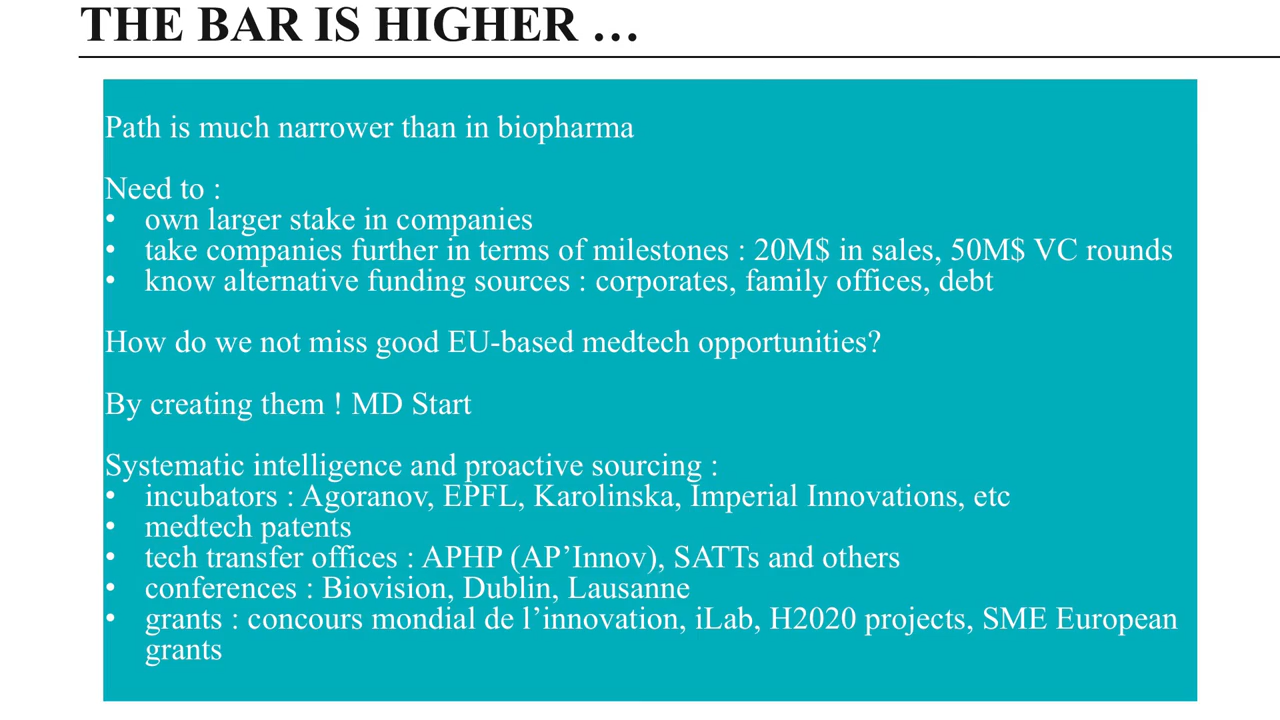 THE BAR IS HIGHER …
Path is much narrower than in biopharma
Need to :
• own larger stake in companies
• take companies further in terms of milestones : 20M$ in sales, 50M$ VC rounds
• know alternative funding sources : corporates, family offices, debt
How do we not miss good EU-based medtech opportunities?
By creating them ! MD Start
Systematic intelligence and proactive sourcing :
• incubators : Agoranov, EPFL, Karolinska, Imperial Innovations, etc
• medtech patents
• tech transfer offices : APHP (AP’Innov), SATTs and others
• conferences : Biovision, Dublin, Lausanne
• grants : concours mondial de l’innovation, iLab, H2020 projects, SME European
grants